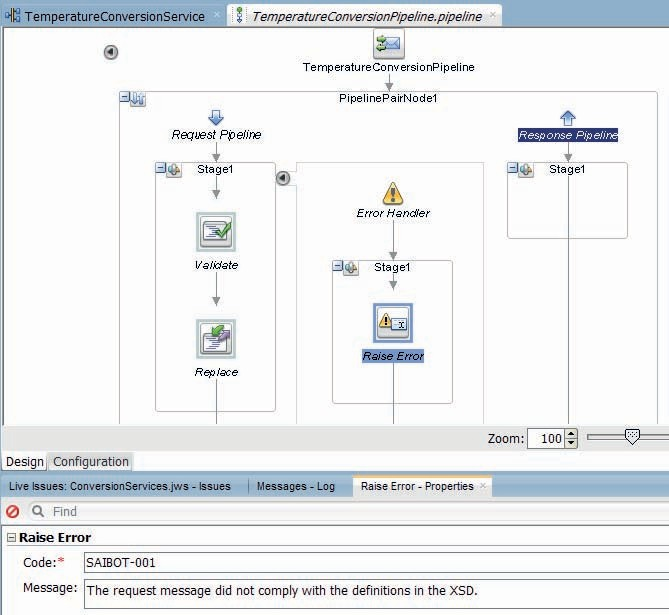 TemperatureConversionService
TemperatureConversionPipeline.pipeline
TemperatureConversionPipeline
PipelinePairNode1
Request Pipeline
Response Pipeline
Stage1
Stage1
Error Handler
Validate
Stage1
Replace
Raise Error
Zoom: 100
Design Configuration
Live Issues: ConversionServices.jws - Issues
Messages - Log
Raise Error - Properties
Find
Raise Error
Code:* SAIBOT-001
Message: The request message did not comply with the definitions in the XSD.